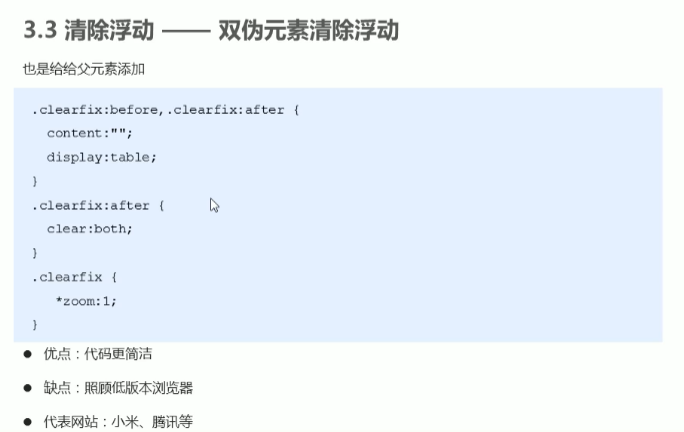 3.3 清除浮动 —— 双伪元素清除浮动
也是给给父元素添加
.clearfix:before,.clearfix:after {
content:"";
display:table;
}
.clearfix:after {
clear:both;
}
.clearfix {
*zoom:1;
}
● 优点：代码更简洁
● 缺点：照顾低版本浏览器
● 代表网站：小米、腾讯等